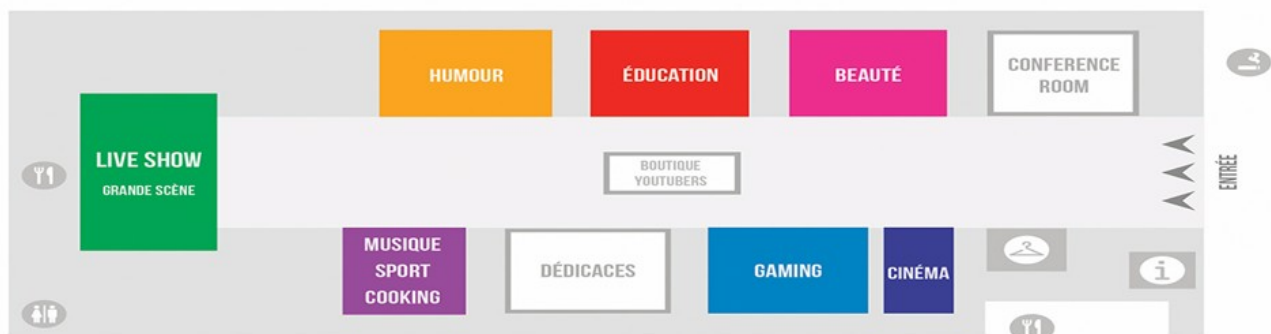 HUMOUR
ÉDUCATION
BEAUTÉ
CONFERENCE
ROOM
LIVE SHOW
GRANDE SCÈNE
BOUTIQUE
YOUTUBERS
ENTRÉE
MUSIQUE
SPORT
COOKING
DÉDICACES
GAMING
CINÉMA
i